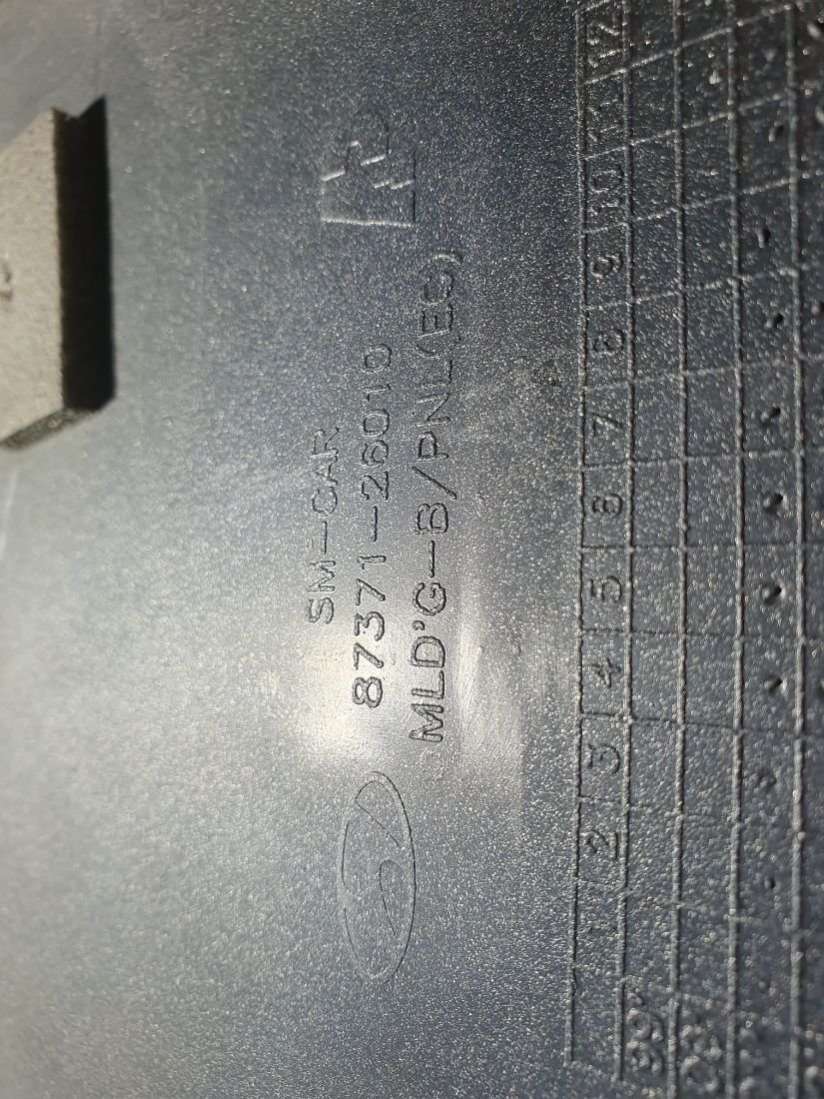 SM-CAR
87371-26010
MLD'G-B/PNL(EC)
1 2 3 4 5 6 7 8 9 10 11 12
99'